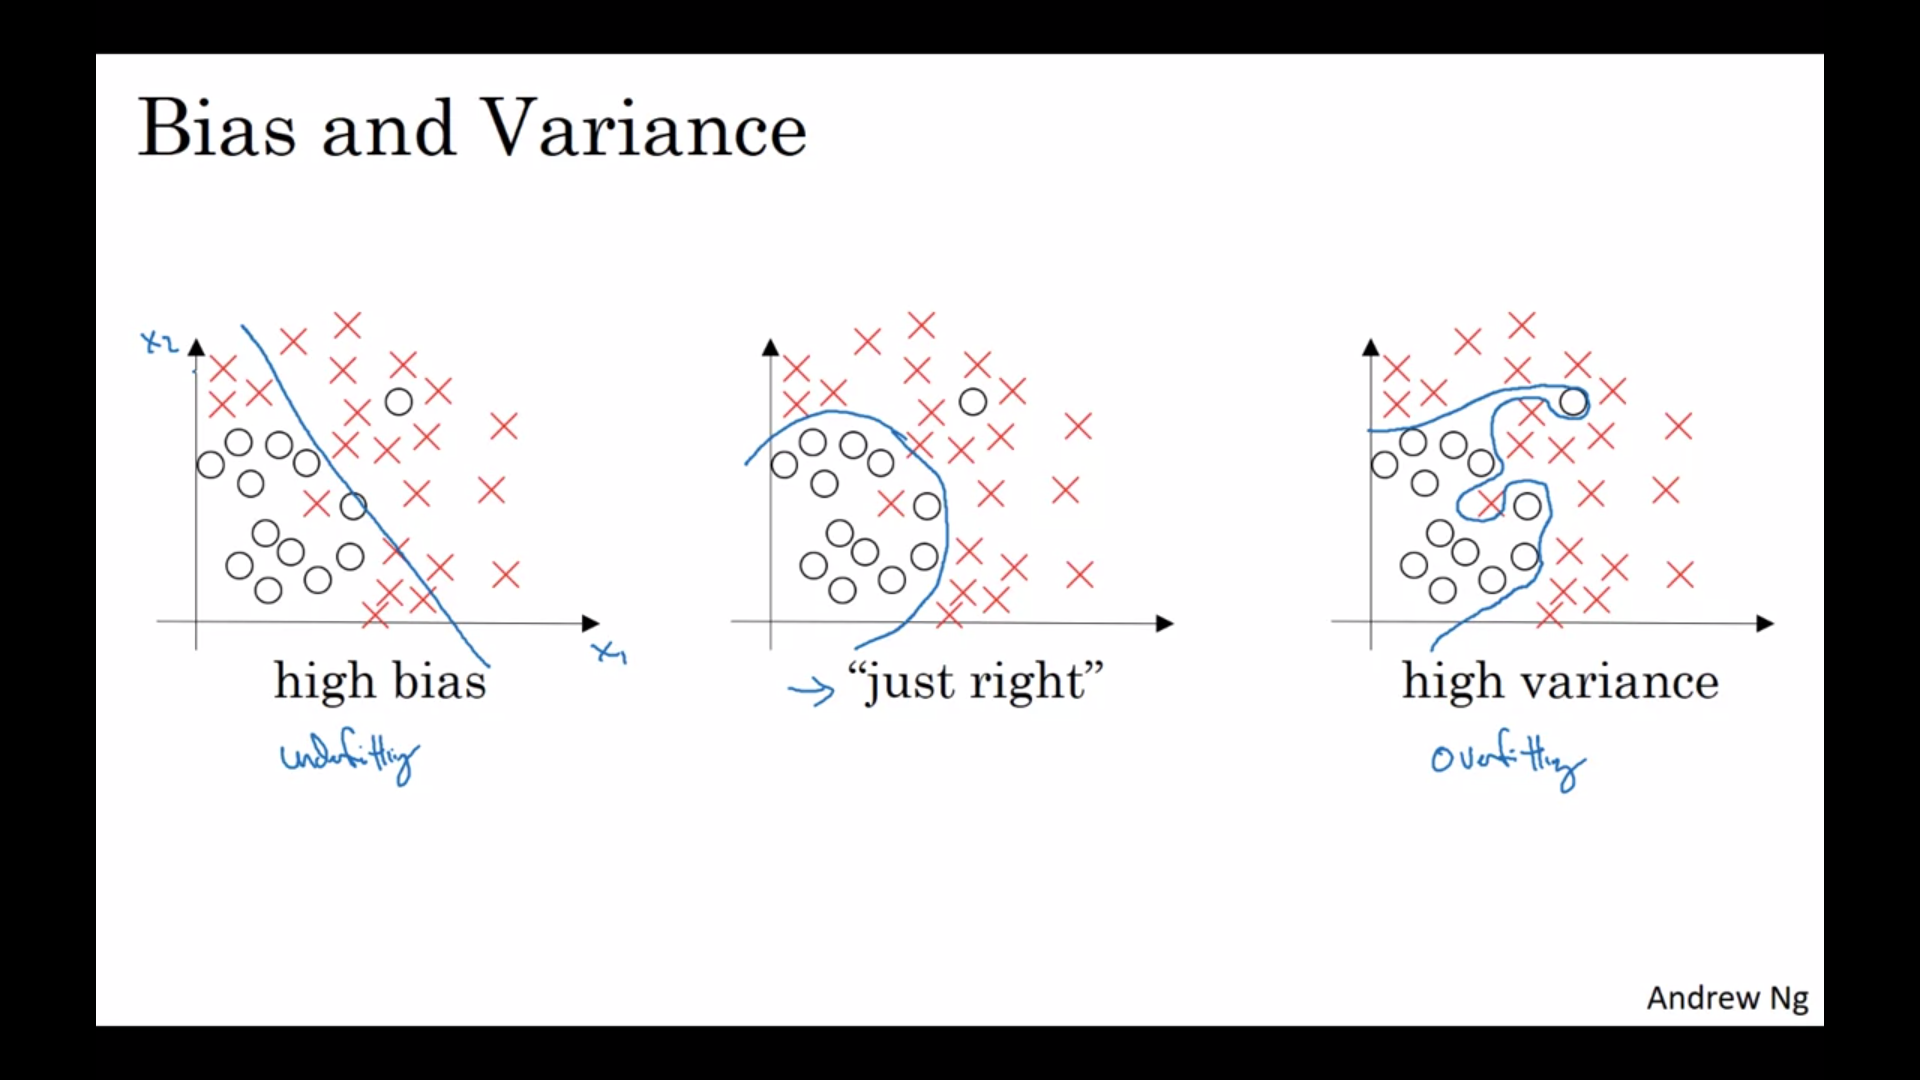 Bias and Variance
x2
x1
high bias
→ “just right”
high variance
underfitting
overfitting
Andrew Ng